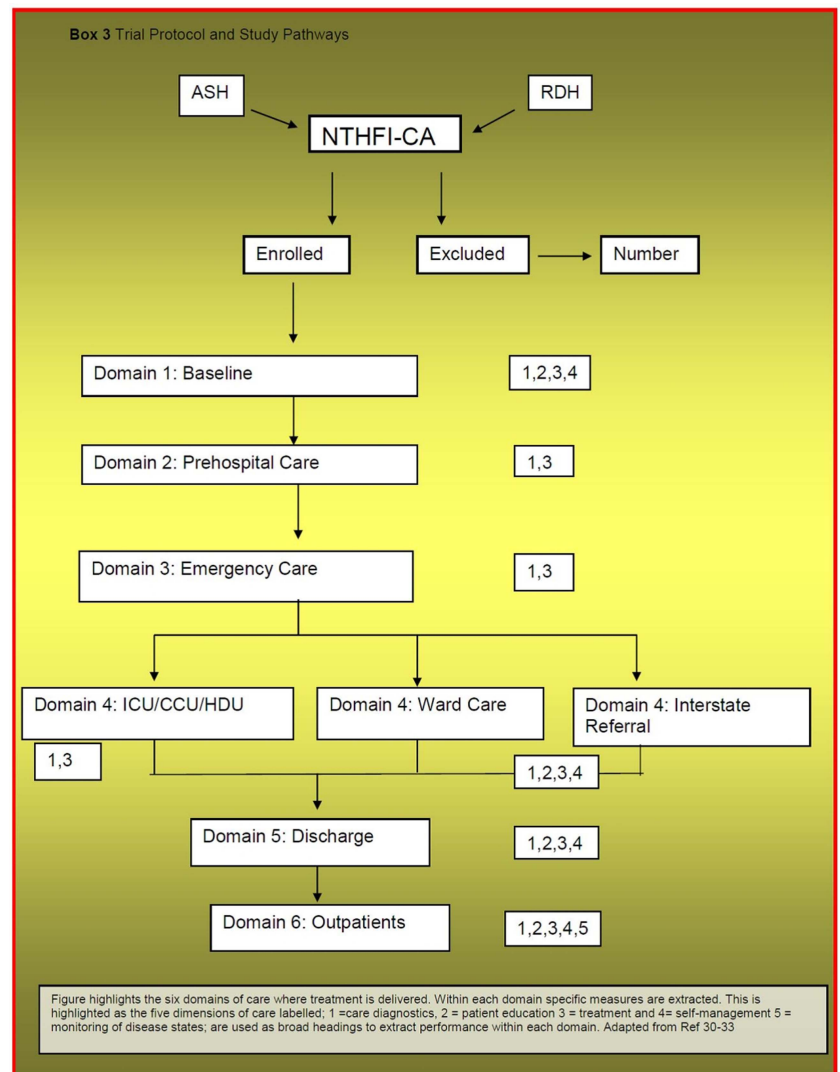 Box 3 Trial Protocol and Study Pathways
ASH
RDH
NTHFI-CA
Enrolled
Excluded
Number
Domain 1: Baseline
1,2,3,4
Domain 2: Prehospital Care
1,3
Domain 3: Emergency Care
1,3
Domain 4: ICU/CCU/HDU
Domain 4: Ward Care
Domain 4: Interstate
Referral
1,3
1,2,3,4
Domain 5: Discharge
1,2,3,4
Domain 6: Outpatients
1,2,3,4,5
Figure highlights the six domains of care where treatment is delivered. Within each domain specific measures are extracted. This is
highlighted as the five dimensions of care labelled; 1 =care diagnostics, 2 = patient education 3 = treatment and 4= self-management 5 =
monitoring of disease states; are used as broad headings to extract performance within each domain. Adapted from Ref 30-33